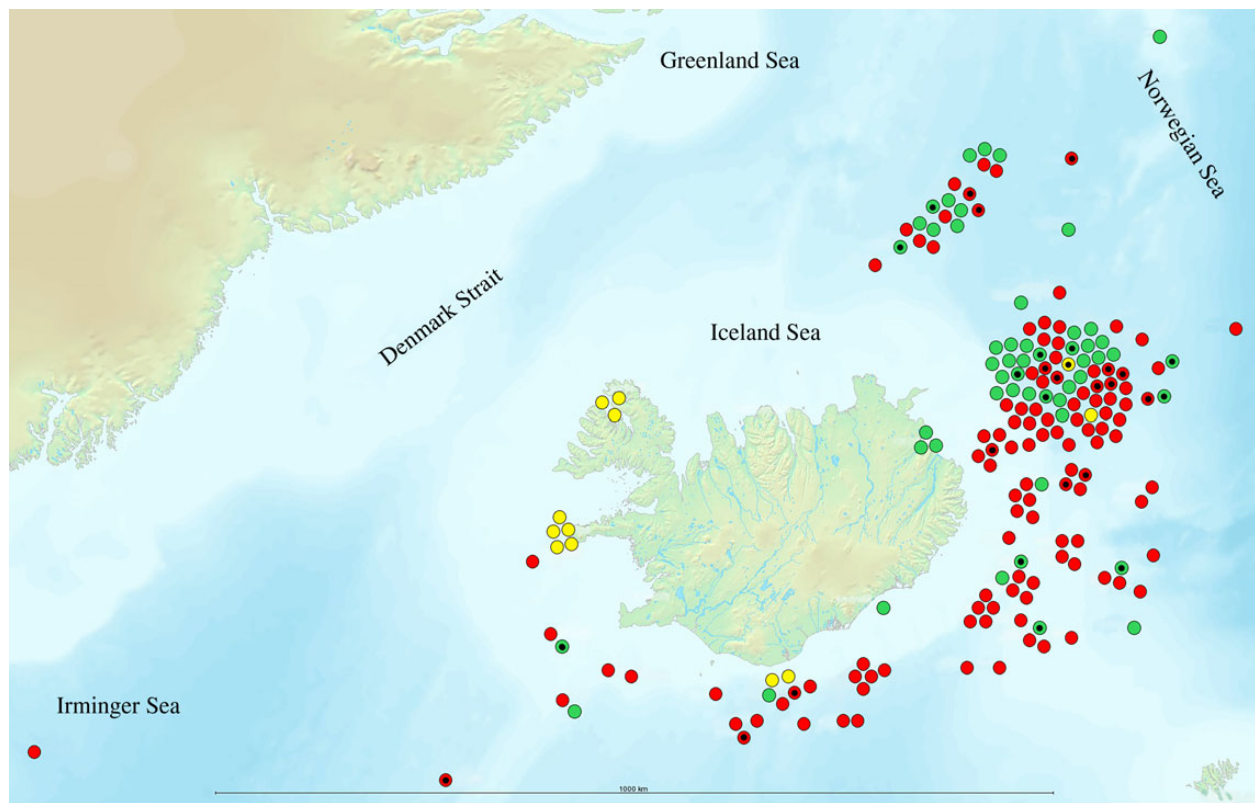 Greenland Sea
Norwegian Sea
Denmark Strait
Iceland Sea
Irminger Sea
1000 km